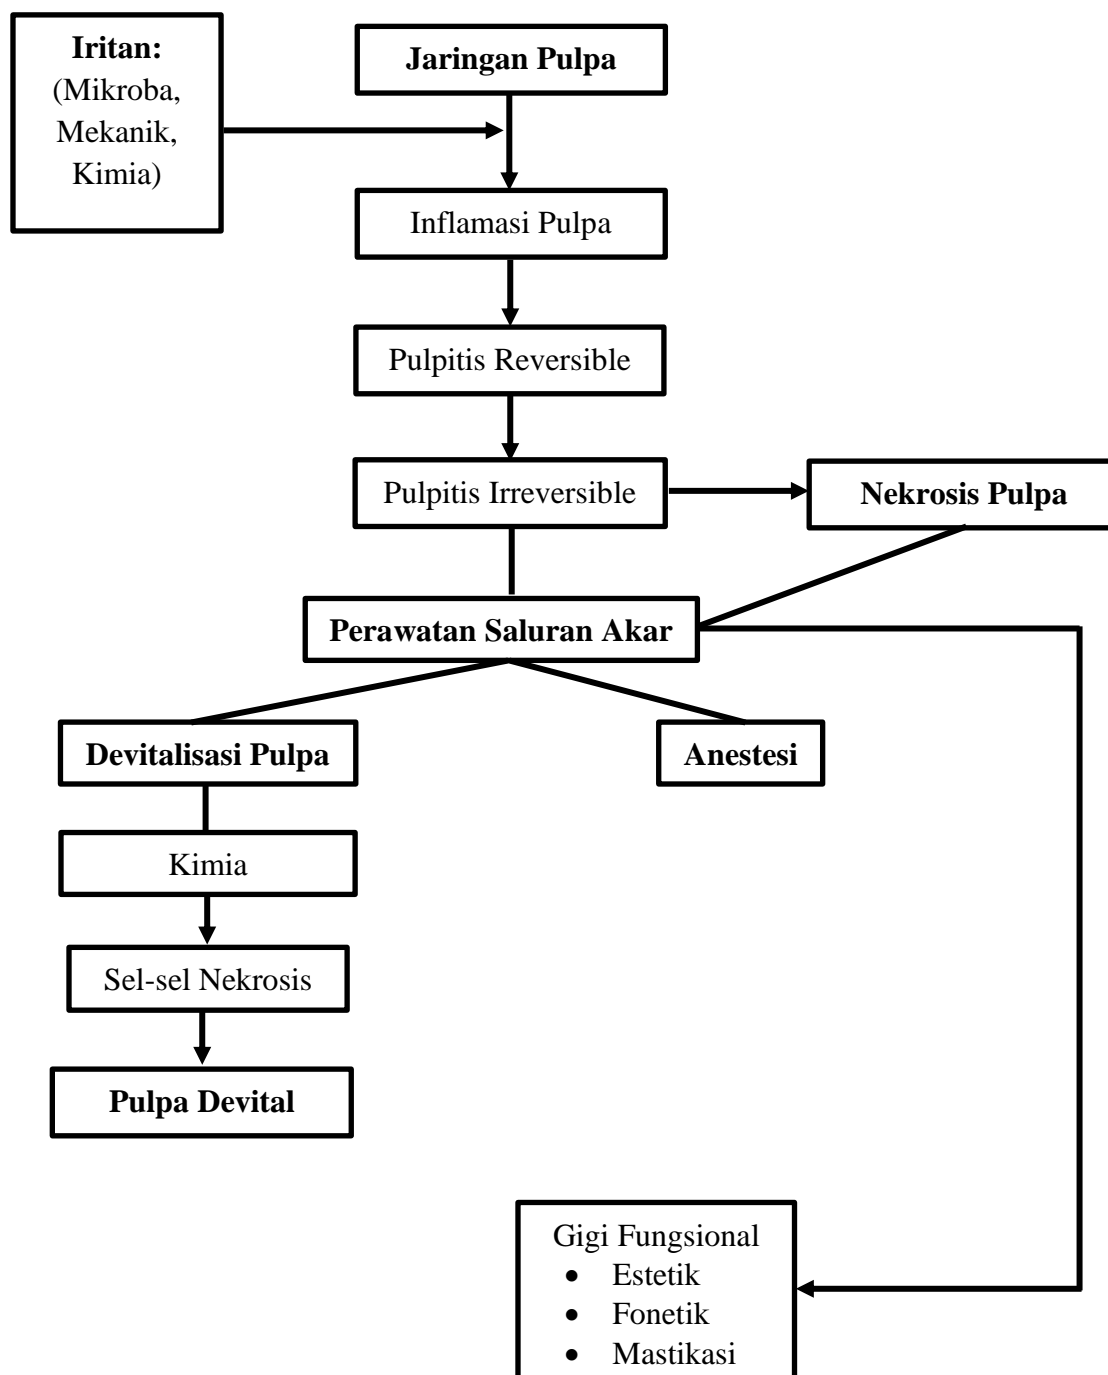 Iritan:
(Mikroba,
Mekanik,
Kimia)
Jaringan Pulpa
Inflamasi Pulpa
Pulpitis Reversible
Pulpitis Irreversible
Nekrosis Pulpa
Perawatan Saluran Akar
Devitalisasi Pulpa
Anestesi
Kimia
Sel-sel Nekrosis
Pulpa Devital
Gigi Fungsional
• Estetik
• Fonetik
• Mastikasi